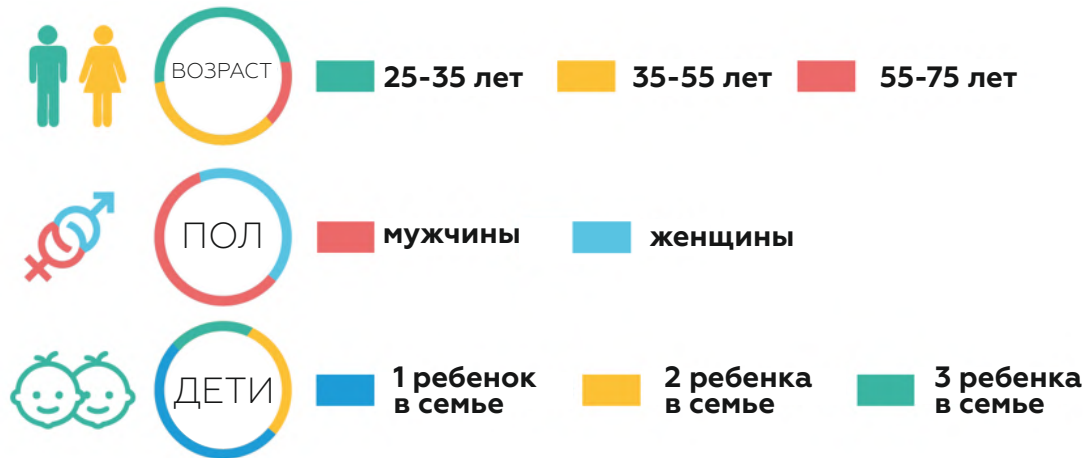 ВОЗРАСТ
25-35 лет
35-55 лет
55-75 лет
ПОЛ
мужчины
женщины
ДЕТИ
1 ребенок
в семье
2 ребенка
в семье
3 ребенка
в семье